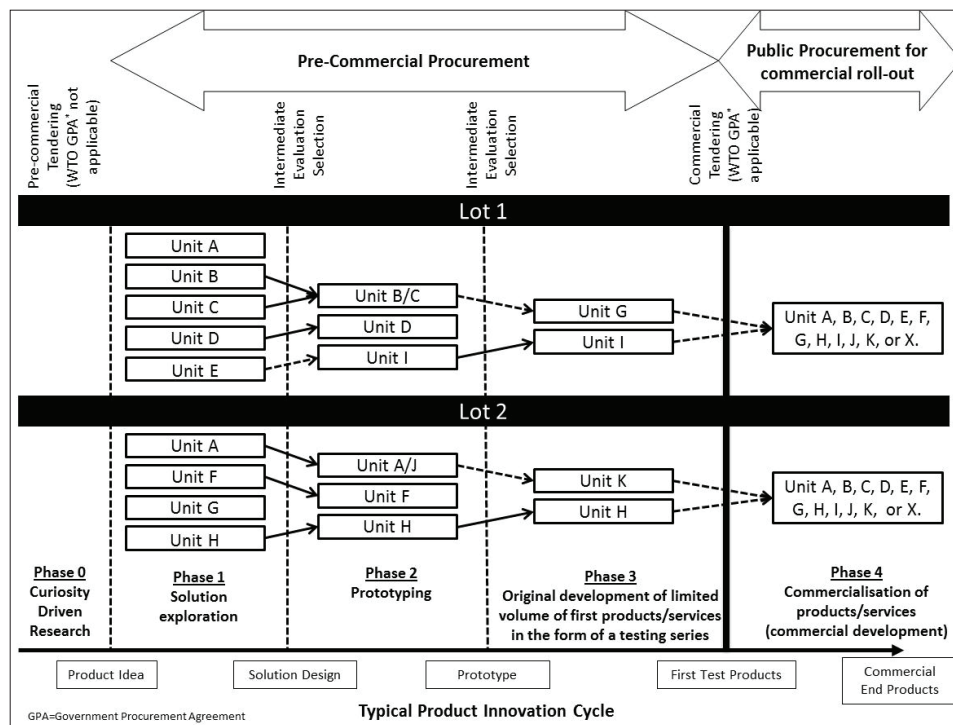 Pre-Commercial Procurement
Public Procurement for
commercial roll-out
Pre-commercial
Tendering
(WTO GPA* not
applicable)
Intermediate
Evaluation
Selection
Intermediate
Evaluation
Selection
Commercial
Tendering
(WTO GPA*
applicable)
Lot 1
Unit A
Unit B
Unit C
Unit D
Unit E
Unit B/C
Unit D
Unit I
Unit G
Unit I
Unit A, B, C, D, E, F,
G, H, I, J, K, or X.
Lot 2
Unit A
Unit F
Unit G
Unit H
Unit A/J
Unit F
Unit H
Unit K
Unit H
Unit A, B, C, D, E, F,
G, H, I, J, K, or X.
Phase 0
Curiosity
Driven
Research
Phase 1
Solution
exploration
Phase 2
Prototyping
Phase 3
Original development of limited
volume of first products/services
in the form of a testing series
Phase 4
Commercialisation of
products/services
(commercial development)
Product Idea
Solution Design
Prototype
First Test Products
Commercial
End Products
GPA=Government Procurement Agreement
Typical Product Innovation Cycle